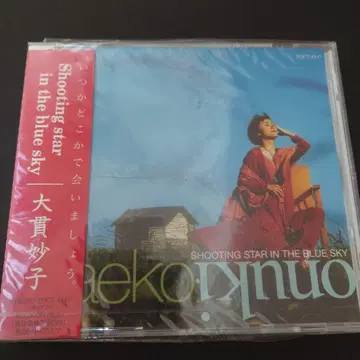 Shooting star
in the blue sky
大貫妙子
いつかどこかで会いましょう。
SHOOTING STAR IN THE BLUE SKY
aeko
onuki